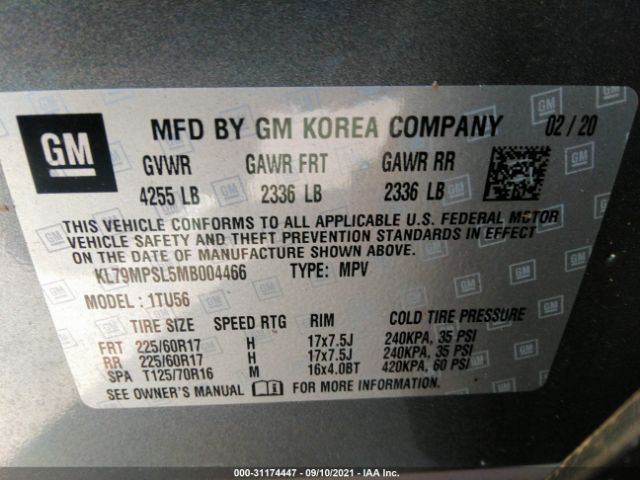 GM
MFD BY GM KOREA COMPANY 02 / 20
GVWR GAWR FRT GAWR RR
4255 LB 2336 LB 2336 LB
THIS VEHICLE CONFORMS TO ALL APPLICABLE U.S. FEDERAL MOTOR
VEHICLE SAFETY AND THEFT PREVENTION STANDARDS IN EFFECT
ON THE DATE OF MANUFACTURE SHOWN ABOVE.
KL79MPSL5MB004466 TYPE: MPV
MODEL: 1TU56
TIRE SIZE SPEED RTG RIM COLD TIRE PRESSURE
FRT 225/60R17 H 17x7.5J 240KPA, 35 PSI
RR 225/60R17 H 17x7.5J 240KPA, 35 PSI
SPA T125/70R16 M 16x4.0BT 420KPA, 60 PSI
SEE OWNER'S MANUAL FOR MORE INFORMATION.
000-31174447 - 09/10/2021 - IAA Inc.